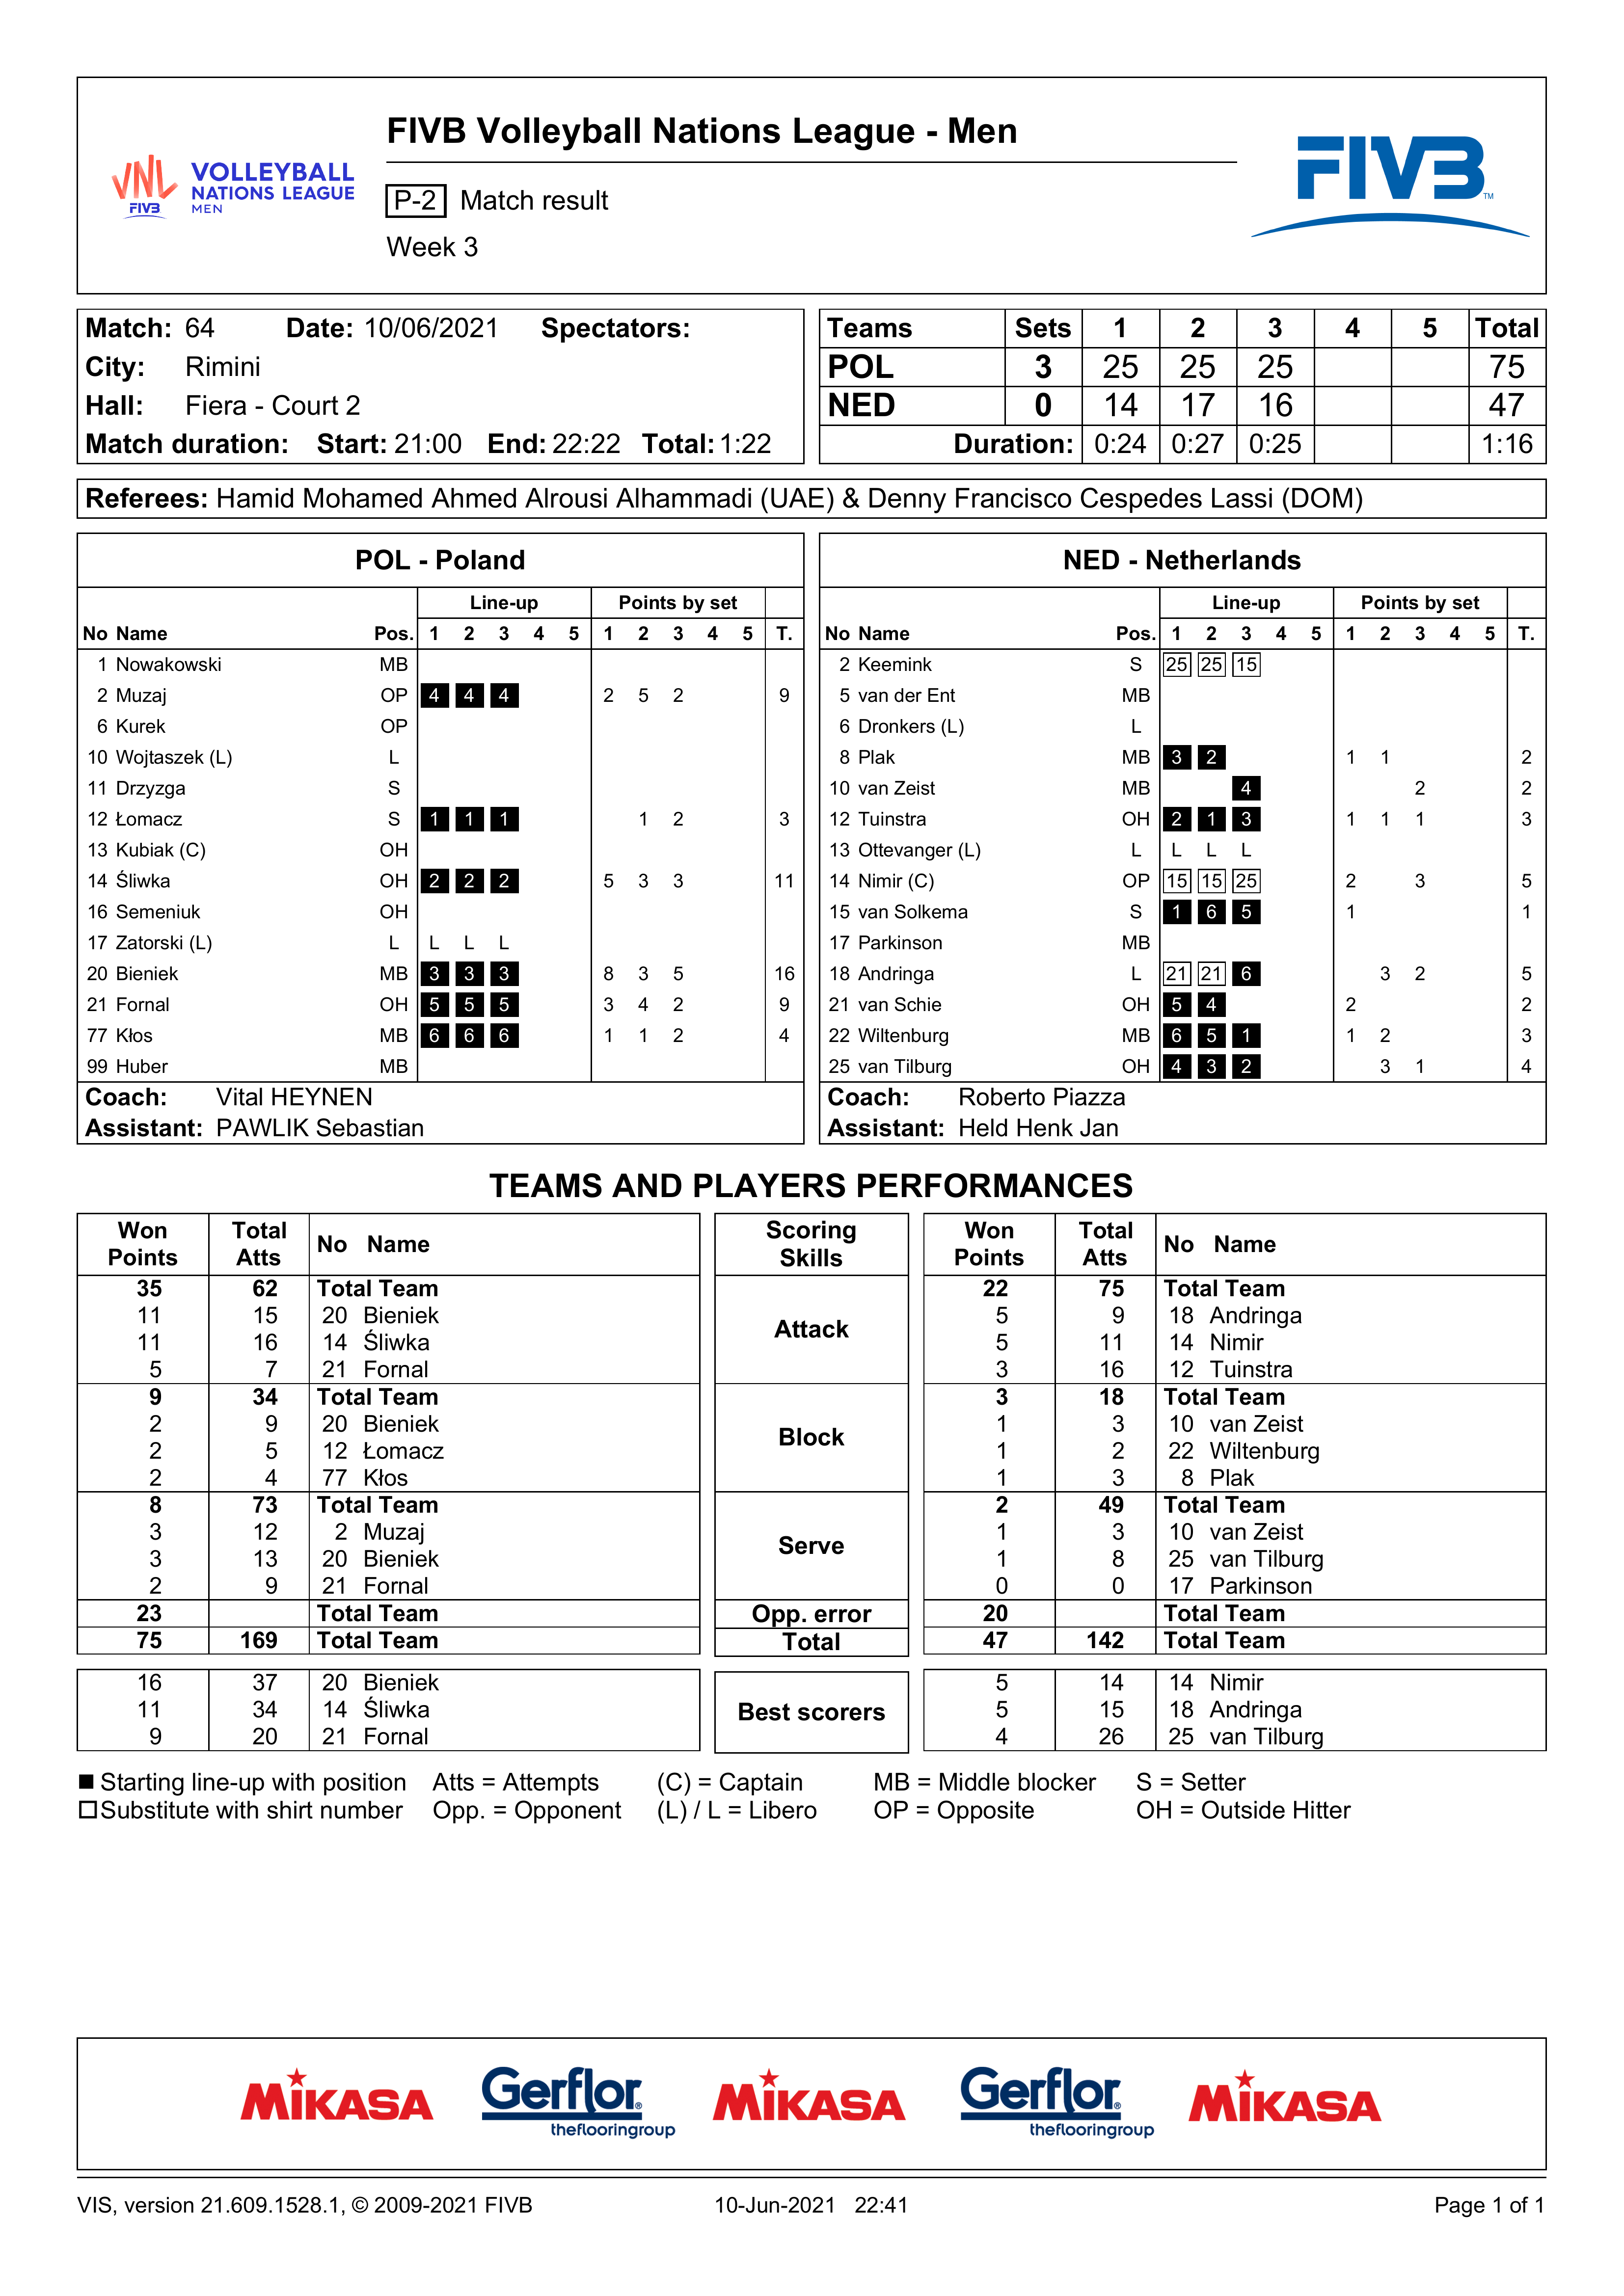 FIVB Volleyball Nations League - Men
VNL FIVB VOLLEYBALL NATIONS LEAGUE MEN
P-2 Match result
Week 3
FIVB TM
Match: 64 Date: 10/06/2021 Spectators:
City: Rimini
Hall: Fiera - Court 2
Match duration: Start: 21:00 End: 22:22 Total: 1:22
Teams Sets 1 2 3 4 5 Total
POL 3 25 25 25 75
NED 0 14 17 16 47
Duration: 0:24 0:27 0:25 1:16
Referees: Hamid Mohamed Ahmed Alrousi Alhammadi (UAE) & Denny Francisco Cespedes Lassi (DOM)
POL - Poland
Line-up Points by set
No Name Pos. 1 2 3 4 5 1 2 3 4 5 T.
1 Nowakowski MB
2 Muzaj OP 4 4 4 2 5 2 9
6 Kurek OP
10 Wojtaszek (L) L
11 Drzyzga S
12 Łomacz S 1 1 1 1 2 3
13 Kubiak (C) OH
14 Śliwka OH 2 2 2 5 3 3 11
16 Semeniuk OH
17 Zatorski (L) L L L L
20 Bieniek MB 3 3 3 8 3 5 16
21 Fornal OH 5 5 5 3 4 2 9
77 Kłos MB 6 6 6 1 1 2 4
99 Huber MB
Coach: Vital HEYNEN
Assistant: PAWLIK Sebastian
NED - Netherlands
Line-up Points by set
No Name Pos. 1 2 3 4 5 1 2 3 4 5 T.
2 Keemink S 25 25 15
5 van der Ent MB
6 Dronkers (L) L
8 Plak MB 3 2 1 1 2
10 van Zeist MB 4 2 2
12 Tuinstra OH 2 1 3 1 1 1 3
13 Ottevanger (L) L L L L
14 Nimir (C) OP 15 15 25 2 3 5
15 van Solkema S 1 6 5 1 1
17 Parkinson MB
18 Andringa L 21 21 6 3 2 5
21 van Schie OH 5 4 2 2
22 Wiltenburg MB 6 5 1 1 2 3
25 van Tilburg OH 4 3 2 3 1 4
Coach: Roberto Piazza
Assistant: Held Henk Jan
TEAMS AND PLAYERS PERFORMANCES
Won Points Total Atts No Name Scoring Skills Won Points Total Atts No Name
35 62 Total Team Attack 22 75 Total Team
11 15 20 Bieniek 5 9 18 Andringa
11 16 14 Śliwka 5 11 14 Nimir
5 7 21 Fornal 3 16 12 Tuinstra
9 34 Total Team Block 3 18 Total Team
2 9 20 Bieniek 1 3 10 van Zeist
2 5 12 Łomacz 1 2 22 Wiltenburg
2 4 77 Kłos 1 3 8 Plak
8 73 Total Team Serve 2 49 Total Team
3 12 2 Muzaj 1 3 10 van Zeist
3 13 20 Bieniek 1 8 25 van Tilburg
2 9 21 Fornal 0 0 17 Parkinson
23 Total Team Opp. error 20 Total Team
75 169 Total Team Total 47 142 Total Team
16 37 20 Bieniek Best scorers 5 14 14 Nimir
11 34 14 Śliwka 5 15 18 Andringa
9 20 21 Fornal 4 26 25 van Tilburg
Starting line-up with position Atts = Attempts (C) = Captain MB = Middle blocker S = Setter
Substitute with shirt number Opp. = Opponent (L) / L = Libero OP = Opposite OH = Outside Hitter
MIKASA Gerflor® theflooringgroup MIKASA Gerflor® theflooringgroup MIKASA
VIS, version 21.609.1528.1, © 2009-2021 FIVB 10-Jun-2021 22:41 Page 1 of 1